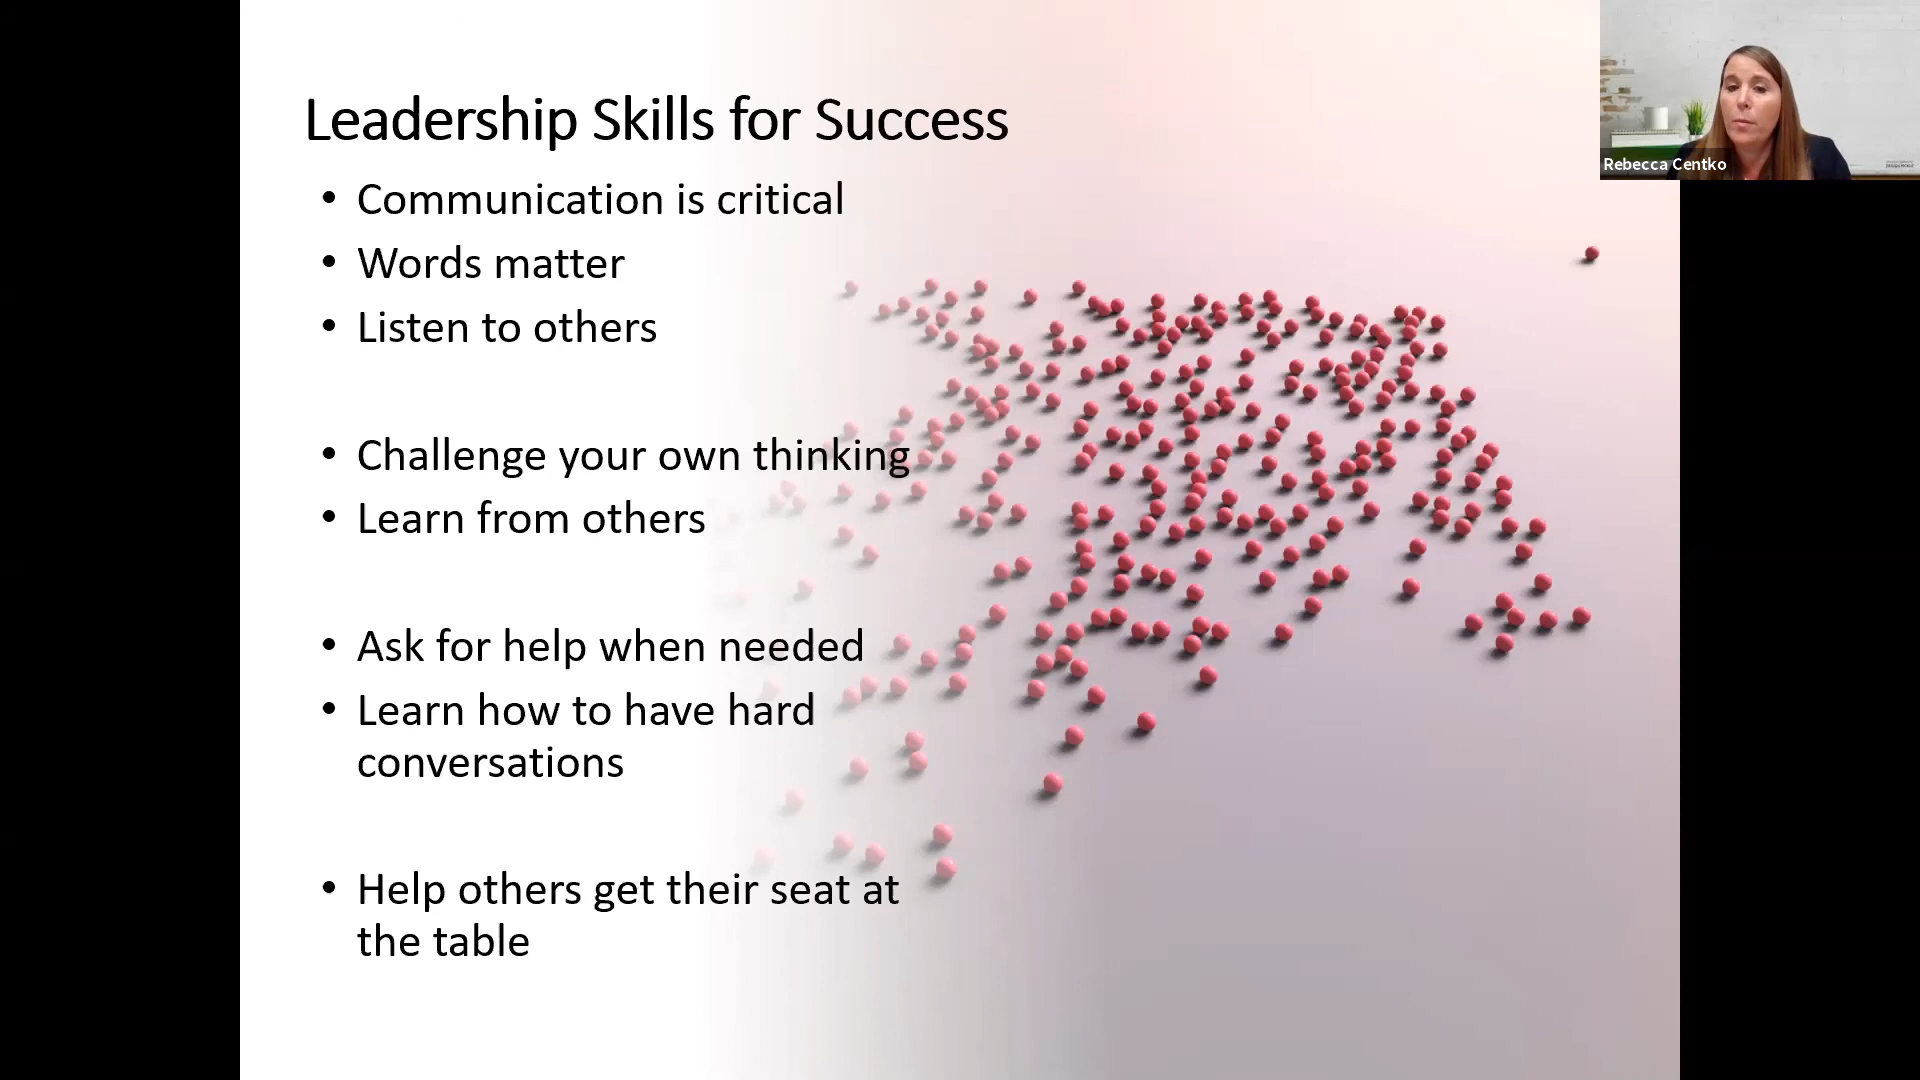 Leadership Skills for Success
• Communication is critical
• Words matter
• Listen to others
• Challenge your own thinking
• Learn from others
• Ask for help when needed
• Learn how to have hard
conversations
• Help others get their seat at
the table
Rebecca Centko